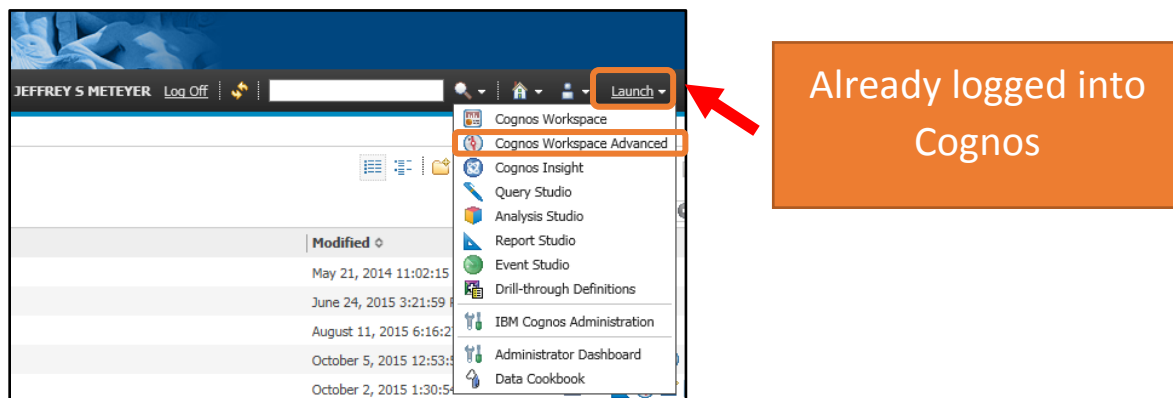 JEFFREY S METEYER Log Off Launch
Already logged into
Cognos
Cognos Workspace
Cognos Workspace Advanced
Cognos Insight
Query Studio
Analysis Studio
Report Studio
Event Studio
Drill-through Definitions
IBM Cognos Administration
Administrator Dashboard
Data Cookbook
Modified
May 21, 2014 11:02:15
June 24, 2015 3:21:59
August 11, 2015 6:16:2
October 5, 2015 12:53:
October 2, 2015 1:30:54